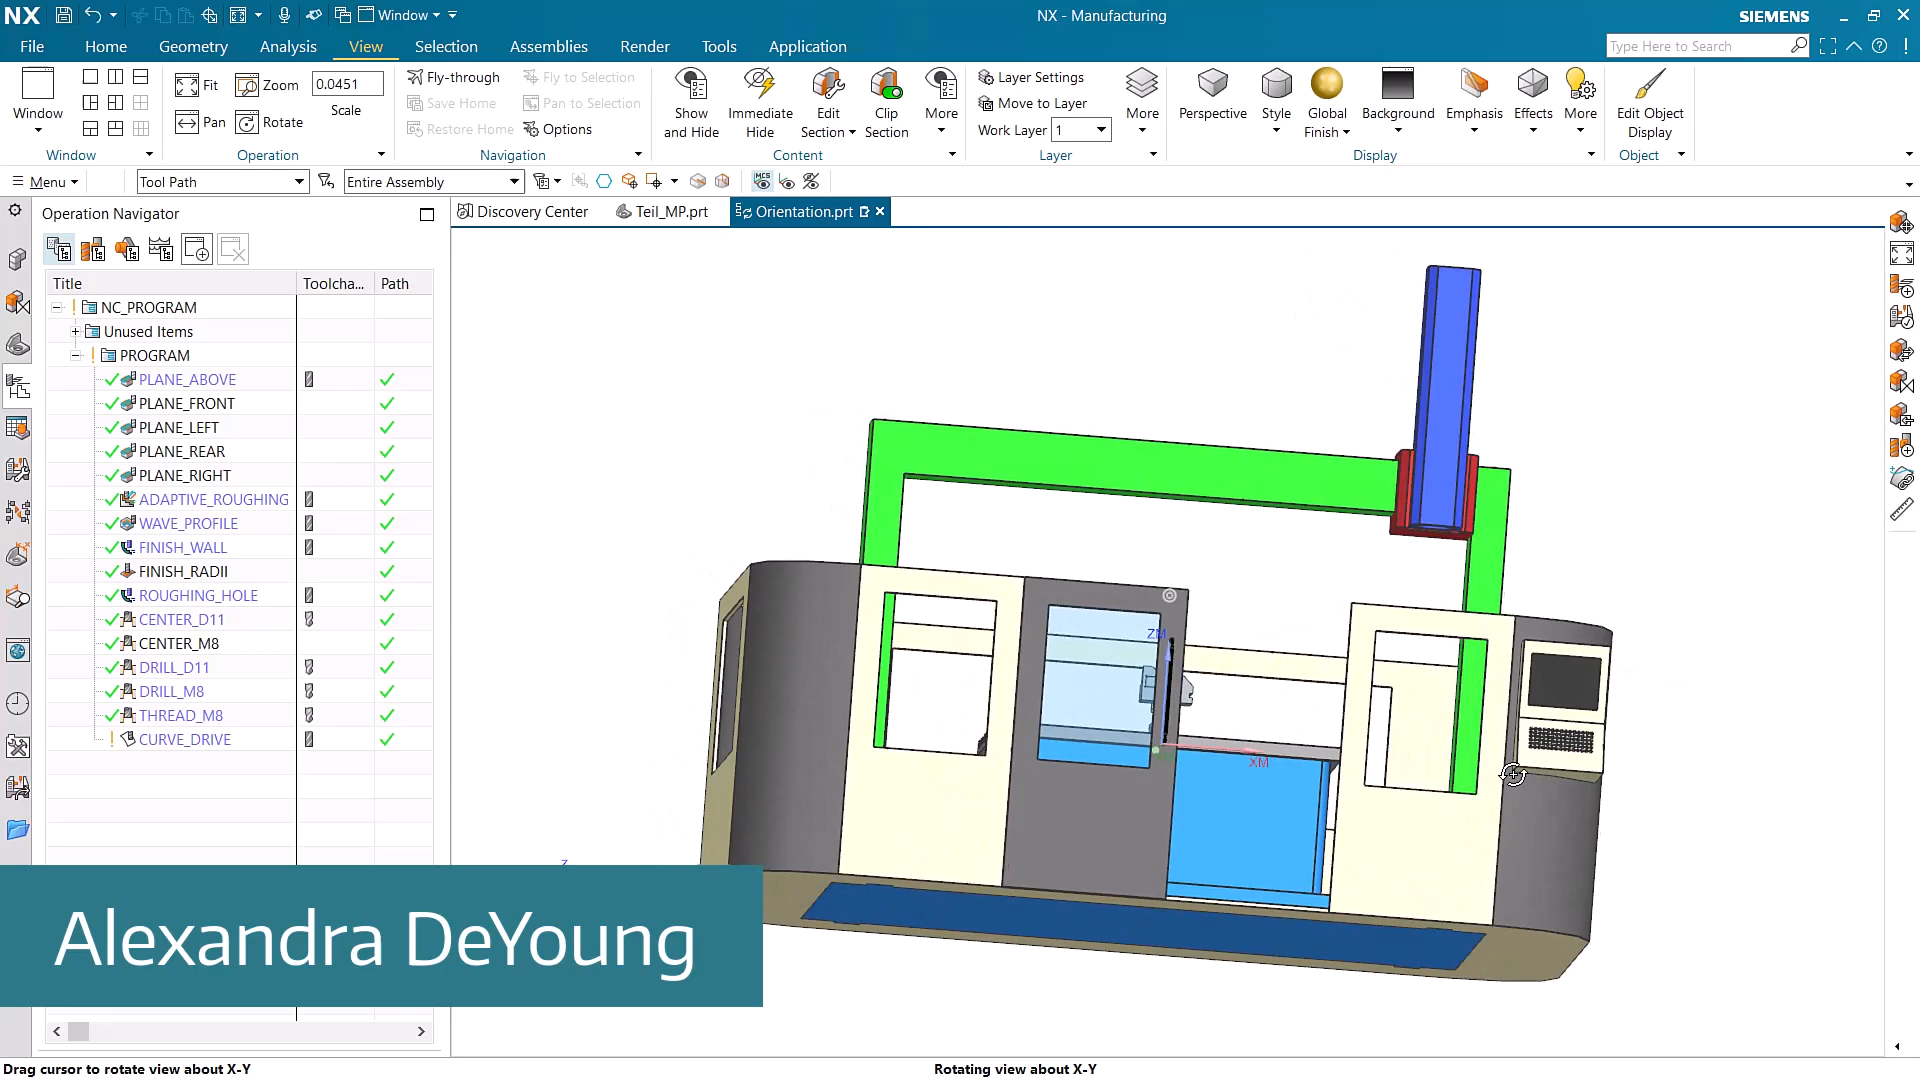 NX Window NX - Manufacturing SIEMENS
File Home Geometry Analysis View Selection Assemblies Render Tools Application Type Here to Search
Window Fit Zoom 0.0451 Fly-through Fly to Selection Show Immediate Edit Clip More Layer Settings More Perspective Style Global Background Emphasis Effects More Edit Object
Save Home Pan to Selection Move to Layer
Pan Rotate Scale Restore Home Options and Hide Hide Section Section Work Layer 1 Finish Display
Window Operation Navigation Content Layer Display Object
Menu Tool Path Entire Assembly MCS
Operation Navigator Discovery Center Teil_MP.prt Orientation.prt
Title Toolcha... Path
NC_PROGRAM
Unused Items
PROGRAM
PLANE_ABOVE
PLANE_FRONT
PLANE_LEFT
PLANE_REAR
PLANE_RIGHT
ADAPTIVE_ROUGHING
WAVE_PROFILE
FINISH_WALL
FINISH_RADII
ROUGHING_HOLE
CENTER_D11
CENTER_M8
DRILL_D11
DRILL_M8
THREAD_M8
CURVE_DRIVE
ZM
XM
Z
Alexandra DeYoung
Drag cursor to rotate view about X-Y Rotating view about X-Y